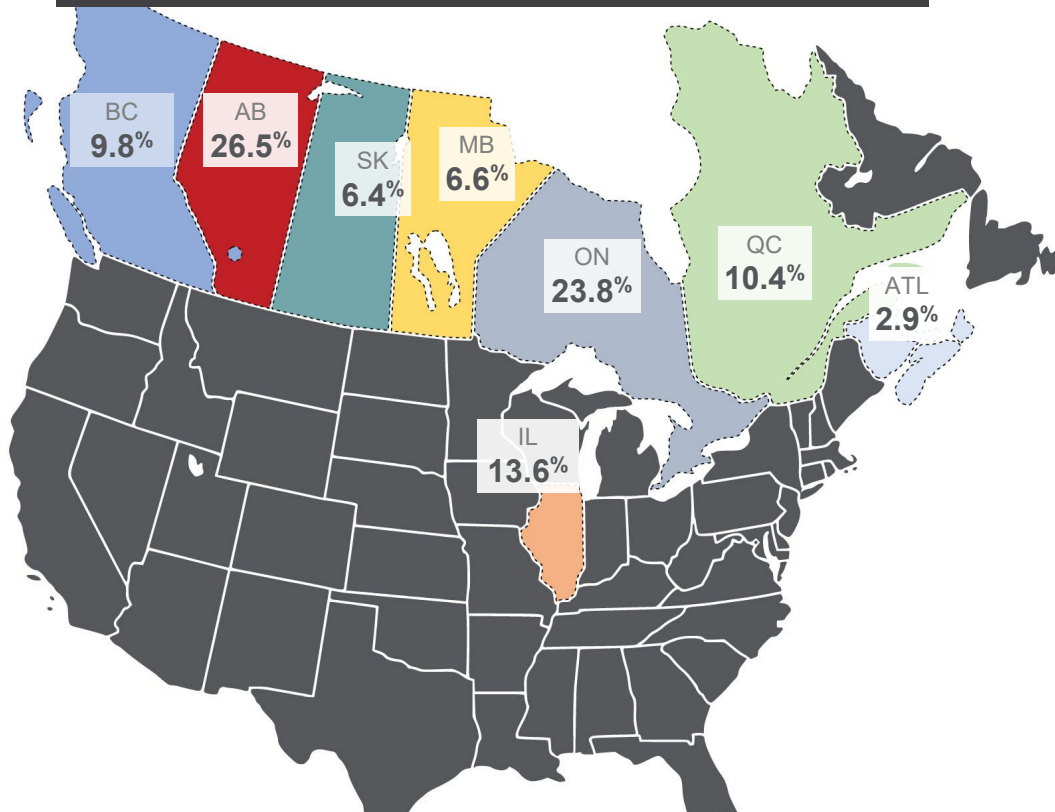 BC
9.8%
AB
26.5%
SK
6.4%
MB
6.6%
ON
23.8%
QC
10.4%
ATL
2.9%
IL
13.6%